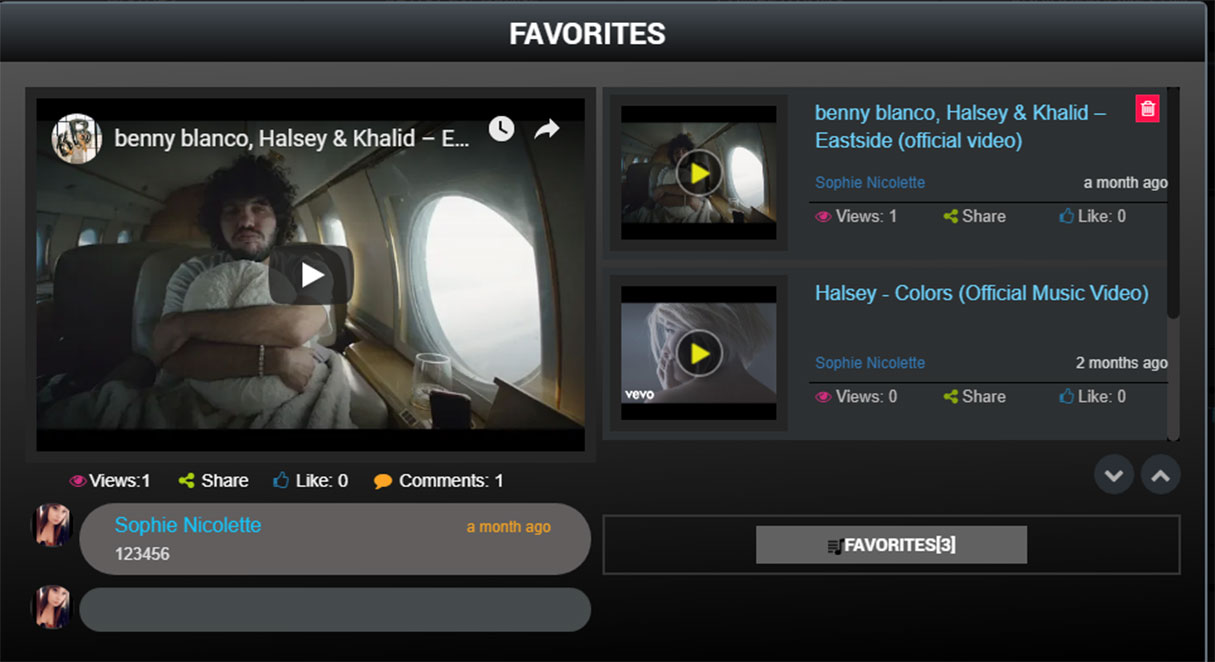 FAVORITES
benny blanco, Halsey & Khalid – E...
Views:1 Share Like: 0 Comments: 1
Sophie Nicolette a month ago
123456
benny blanco, Halsey & Khalid –
Eastside (official video)
Sophie Nicolette a month ago
Views: 1 Share Like: 0
vevo
Halsey - Colors (Official Music Video)
Sophie Nicolette 2 months ago
Views: 0 Share Like: 0
FAVORITES[3]